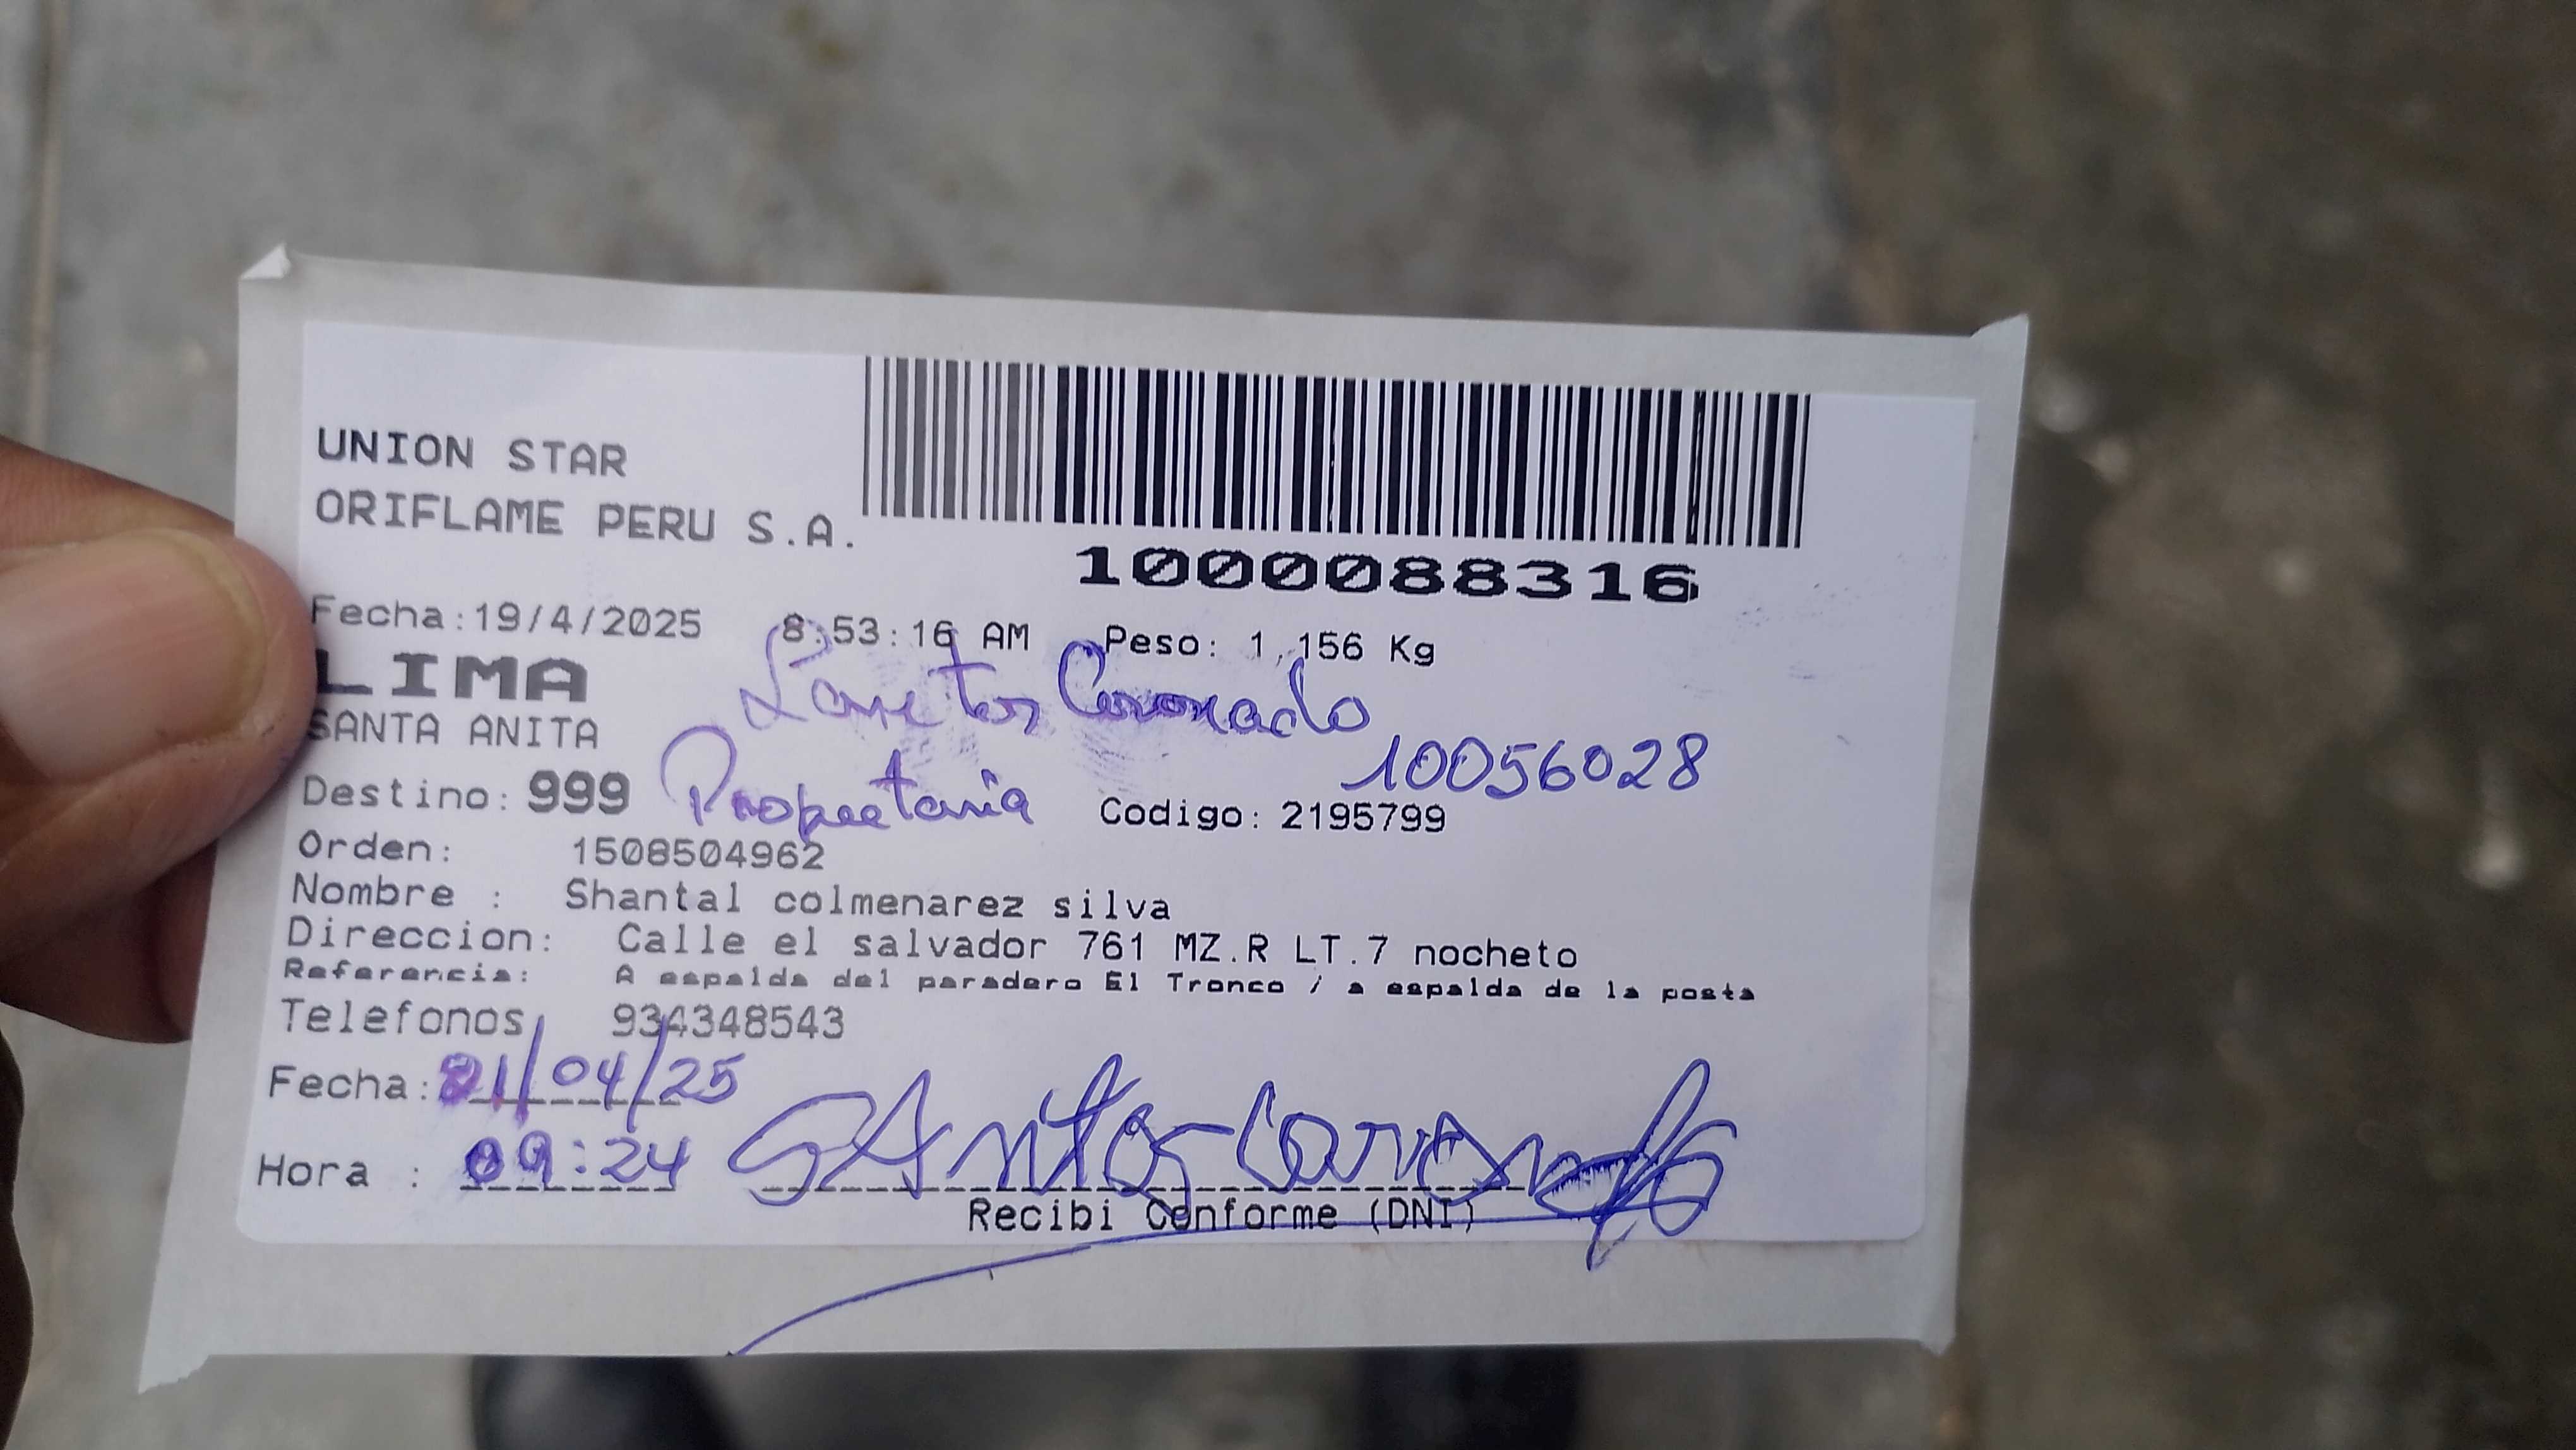 UNION STAR
ORIFLAME PERU S.A.
1000088316
Fecha:19/4/2025 8:53:16 AM Peso: 1,156 Kg
LIMA
Coronado
SANTA ANITA
10056028
Destino: 999 Propietaria Codigo: 2195799
Orden: 1508504962
Nombre : Shantal colmenarez silva
Direccion: Calle el salvador 761 MZ.R LT.7 nocheto
Referencia: A espalda del paradero El Tronco / a espalda de la posta
Telefonos 934348543
Fecha: 21/04/25
Hora : 09:24 SAntos Coronado
Recibi Conforme (DNI)